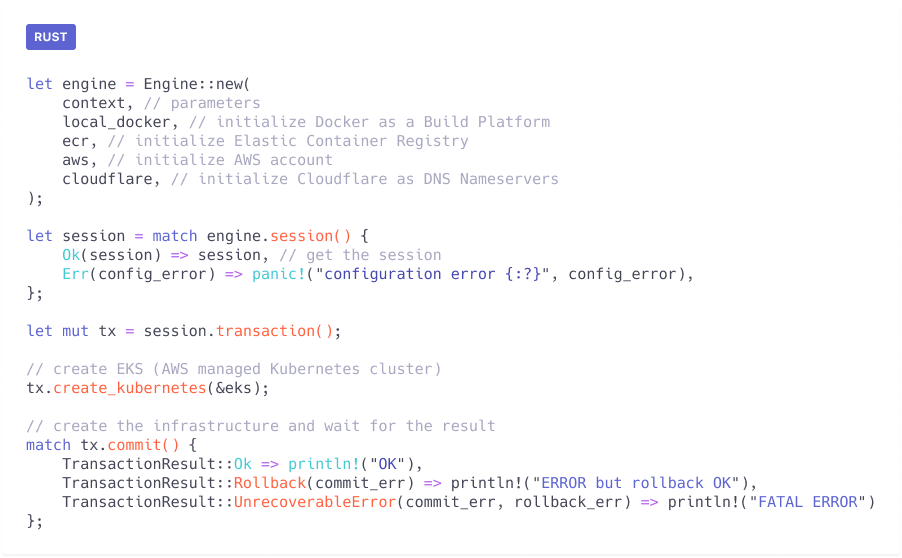 RUST
let engine = Engine::new(
    context, // parameters
    local_docker, // initialize Docker as a Build Platform
    ecr, // initialize Elastic Container Registry
    aws, // initialize AWS account
    cloudflare, // initialize Cloudflare as DNS Nameservers
);
let session = match engine.session() {
    Ok(session) => session, // get the session
    Err(config_error) => panic!("configuration error {:?}", config_error),
};
let mut tx = session.transaction();
// create EKS (AWS managed Kubernetes cluster)
tx.create_kubernetes(&eks);
// create the infrastructure and wait for the result
match tx.commit() {
    TransactionResult::Ok => println!("OK"),
    TransactionResult::Rollback(commit_err) => println!("ERROR but rollback OK"),
    TransactionResult::UnrecoverableError(commit_err, rollback_err) => println!("FATAL ERROR")
};